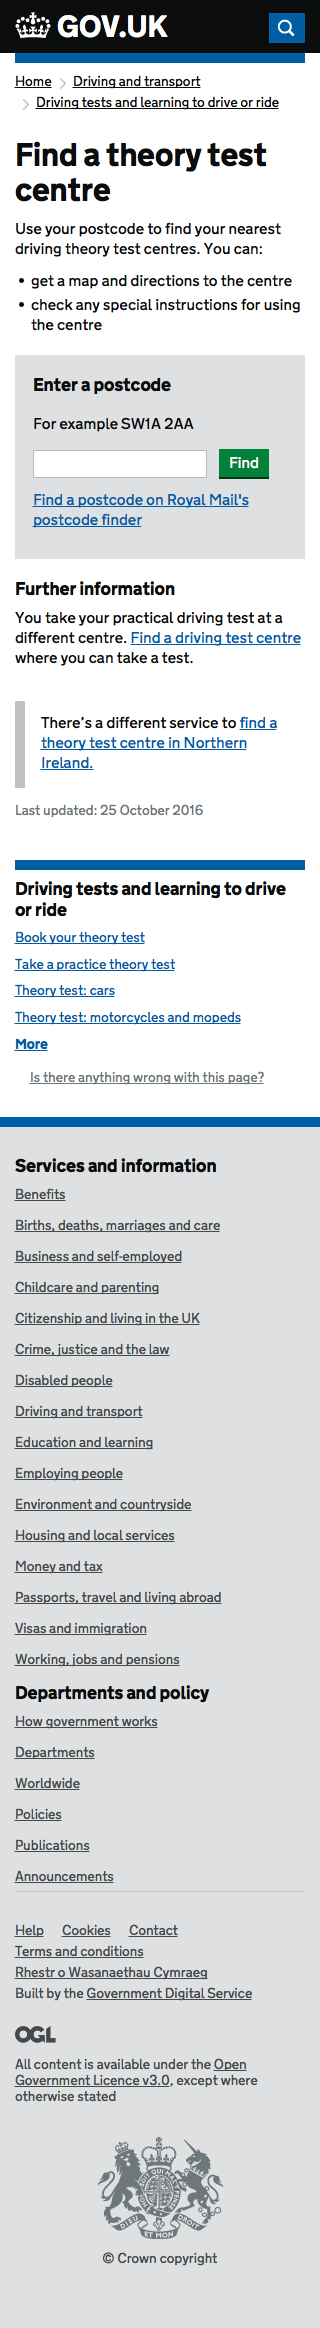 GOV.UK
Home
Driving and transport
Driving tests and learning to drive or ride
Find a theory test
centre
Use your postcode to find your nearest
driving theory test centres. You can:
• get a map and directions to the centre
• check any special instructions for using
the centre
Enter a postcode
For example SW1A 2AA
Find
Find a postcode on Royal Mail's
postcode finder
Further information
You take your practical driving test at a
different centre. Find a driving test centre
where you can take a test.
There's a different service to find a
theory test centre in Northern
Ireland.
Last updated: 25 October 2016
Driving tests and learning to drive
or ride
Book your theory test
Take a practice theory test
Theory test: cars
Theory test: motorcycles and mopeds
More
Is there anything wrong with this page?
Services and information
Benefits
Births, deaths, marriages and care
Business and self-employed
Childcare and parenting
Citizenship and living in the UK
Crime, justice and the law
Disabled people
Driving and transport
Education and learning
Employing people
Environment and countryside
Housing and local services
Money and tax
Passports, travel and living abroad
Visas and immigration
Working, jobs and pensions
Departments and policy
How government works
Departments
Worldwide
Policies
Publications
Announcements
Help Cookies Contact
Terms and conditions
Rhestr o Wasanaethau Cymraeg
Built by the Government Digital Service
OGL
All content is available under the Open
Government Licence v3.0, except where
otherwise stated
DIEU ET MON DROIT
© Crown copyright